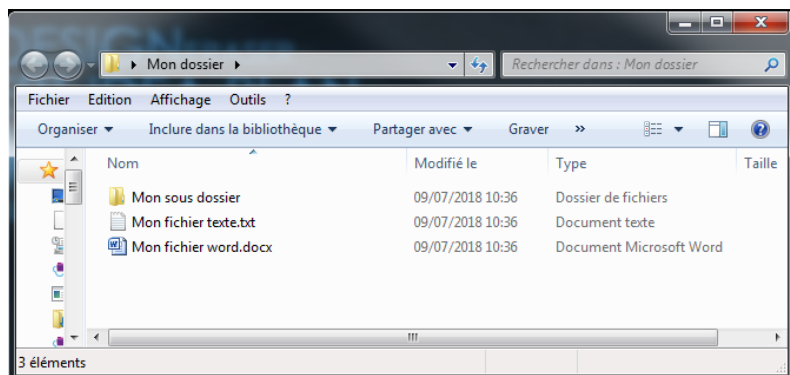 Mon dossier
Rechercher dans : Mon dossier
Fichier Edition Affichage Outils ?
Organiser Inclure dans la bibliothèque Partager avec Graver »
Nom Modifié le Type Taille
Mon sous dossier 09/07/2018 10:36 Dossier de fichiers
Mon fichier texte.txt 09/07/2018 10:36 Document texte
Mon fichier word.docx 09/07/2018 10:36 Document Microsoft Word
3 éléments